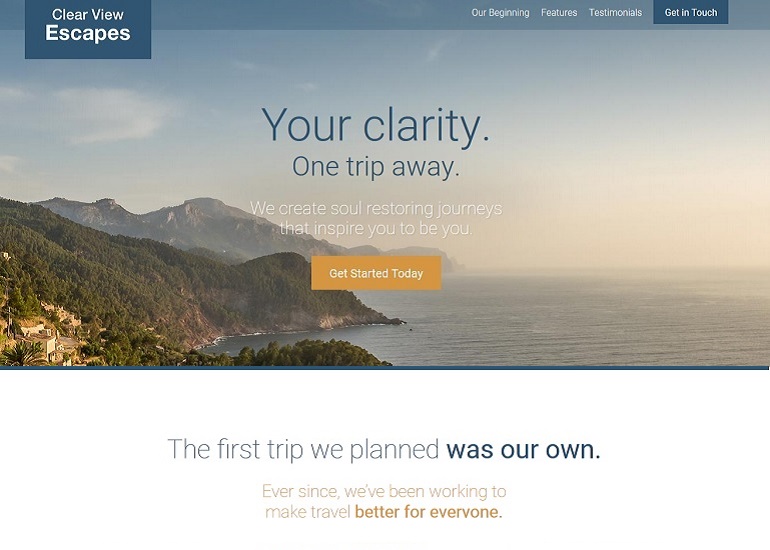 Clear View
Escapes
Our Beginning Features Testimonials Get in Touch
Your clarity.
One trip away.
We create soul restoring journeys
that inspire you to be you.
Get Started Today
The first trip we planned was our own.
Ever since, we've been working to
make travel better for everyone.